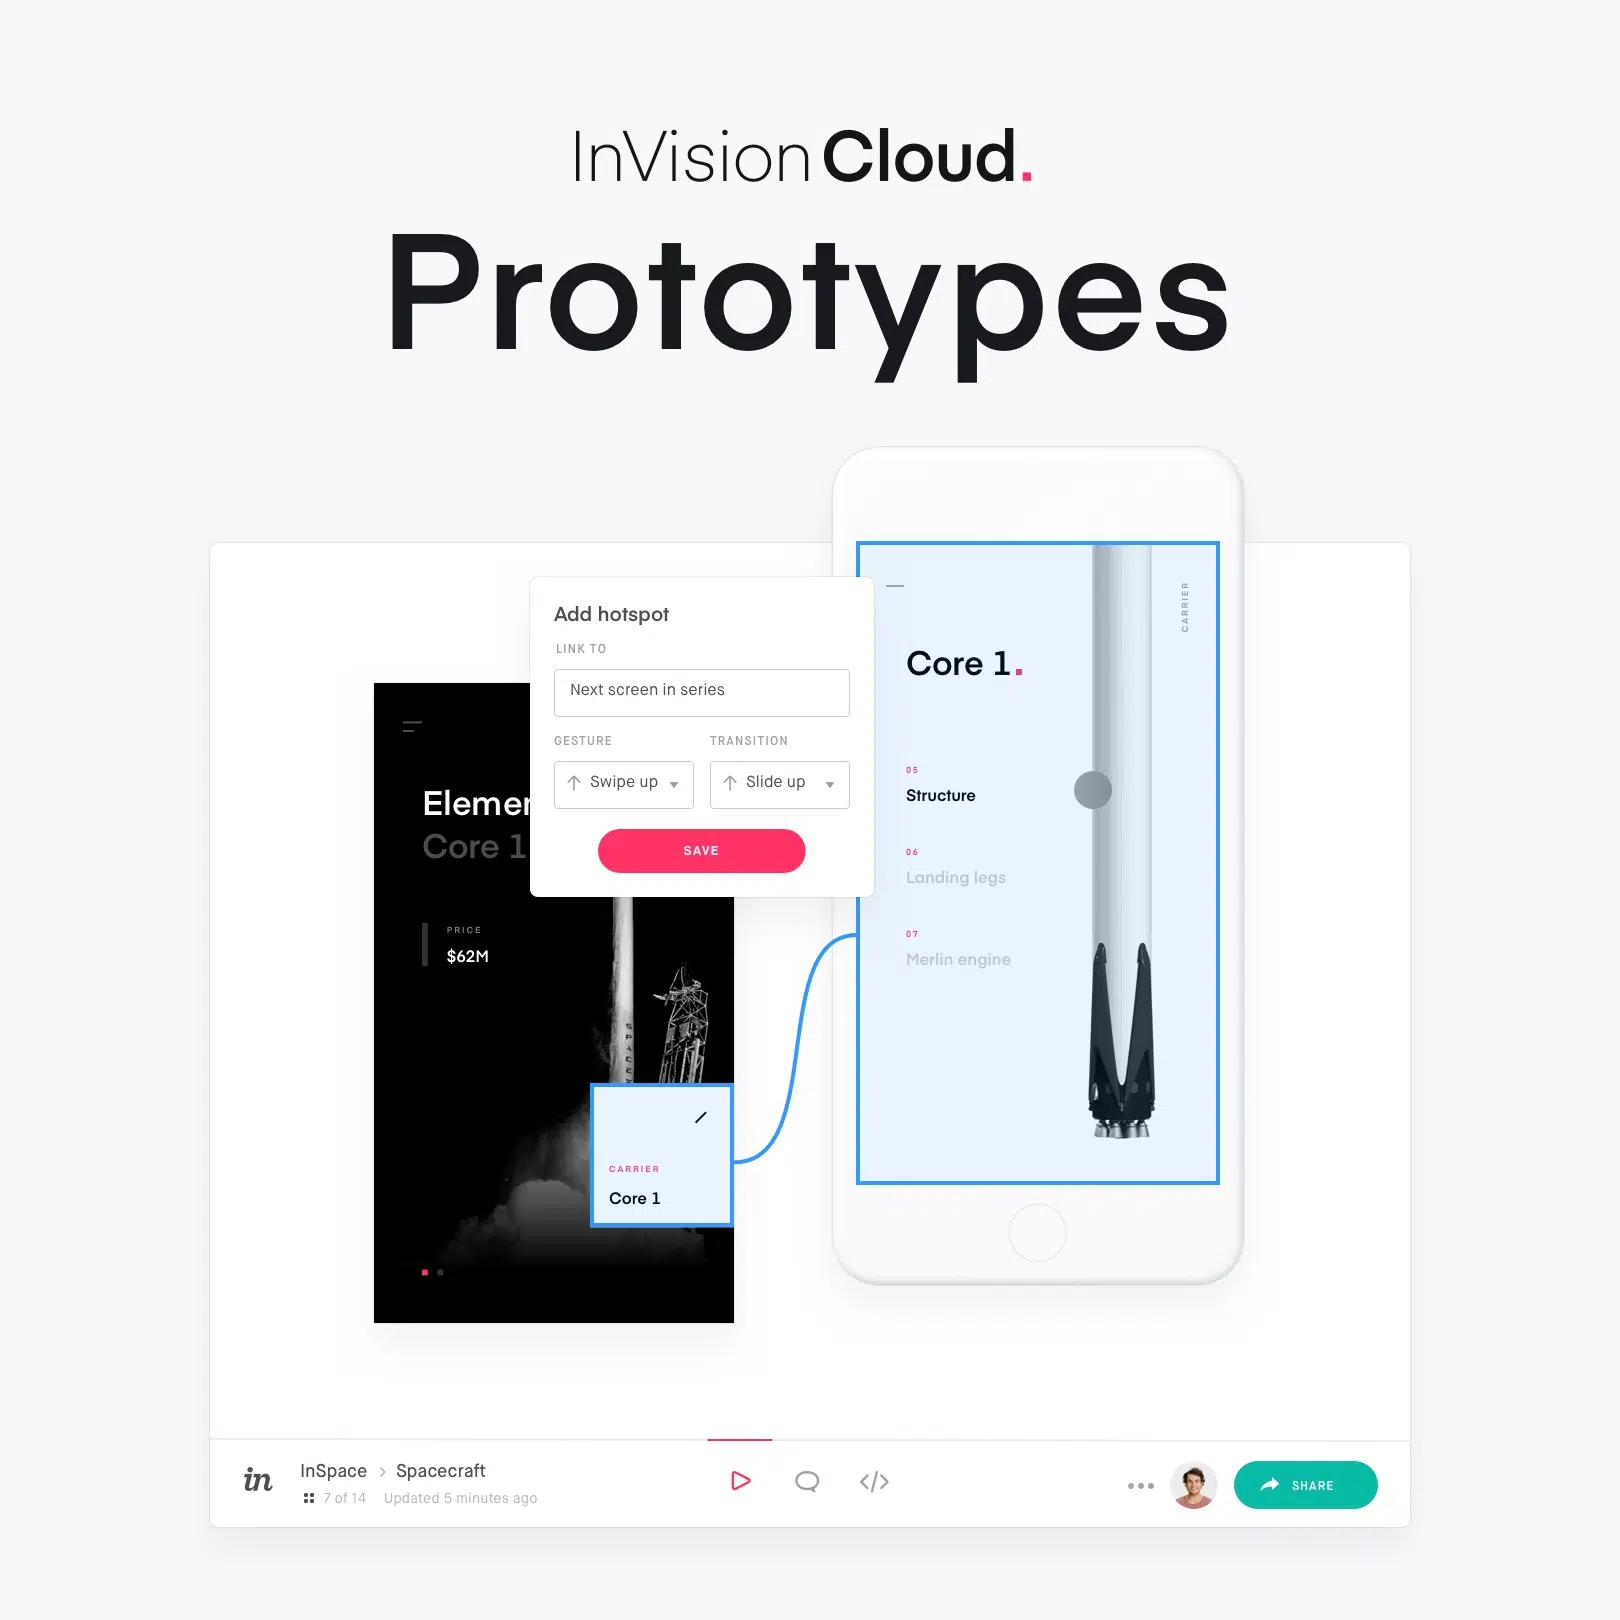 InVision Cloud.
Prototypes
Add hotspot
LINK TO
Next screen in series
GESTURE
TRANSITION
Swipe up
Slide up
SAVE
Core 1
PRICE
$62M
SPACEX
CARRIER
Core 1
CARRIER
Core 1.
05
Structure
06
Landing legs
07
Merlin engine
in
InSpace > Spacecraft
7 of 14 Updated 5 minutes ago
SHARE